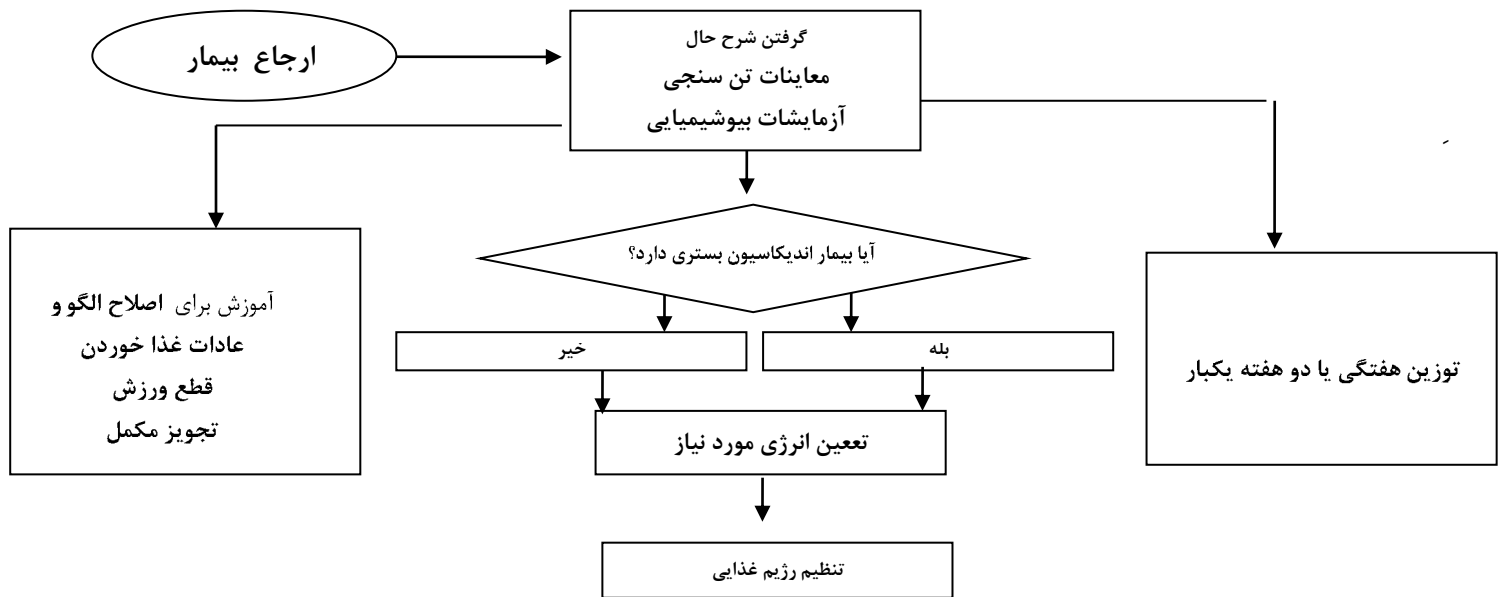 ارجاع بیمار
گرفتن شرح حال
معاینات تن سنجی
آزمایشات بیوشیمیایی
آیا بیمار اندیکاسیون بستری دارد؟
بله
خیر
توزین هفتگی یا دو هفته یکبار
آموزش برای اصلاح الگو و
عادات غذا خوردن
قطع ورزش
تجویز مکمل
تععین انرژی مورد نیاز
تنظیم رژیم غذایی